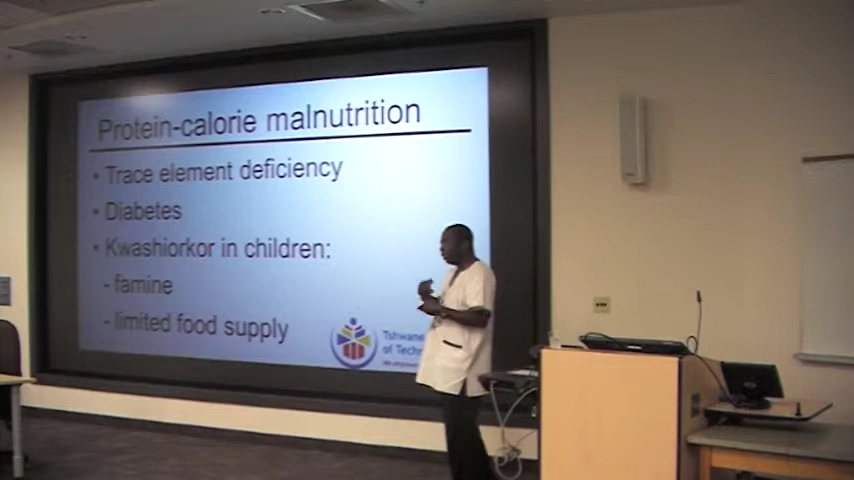 Protein-calorie malnutrition
• Trace element deficiency
• Diabetes
• Kwashiorkor in children:
- famine
- limited food supply
Tshwane
of Techn